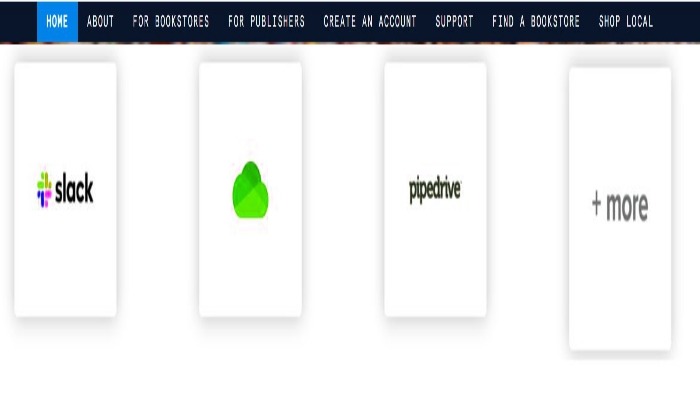 HOME ABOUT FOR BOOKSTORES FOR PUBLISHERS CREATE AN ACCOUNT SUPPORT FIND A BOOKSTORE SHOP LOCAL
slack
pipedrive
+ more